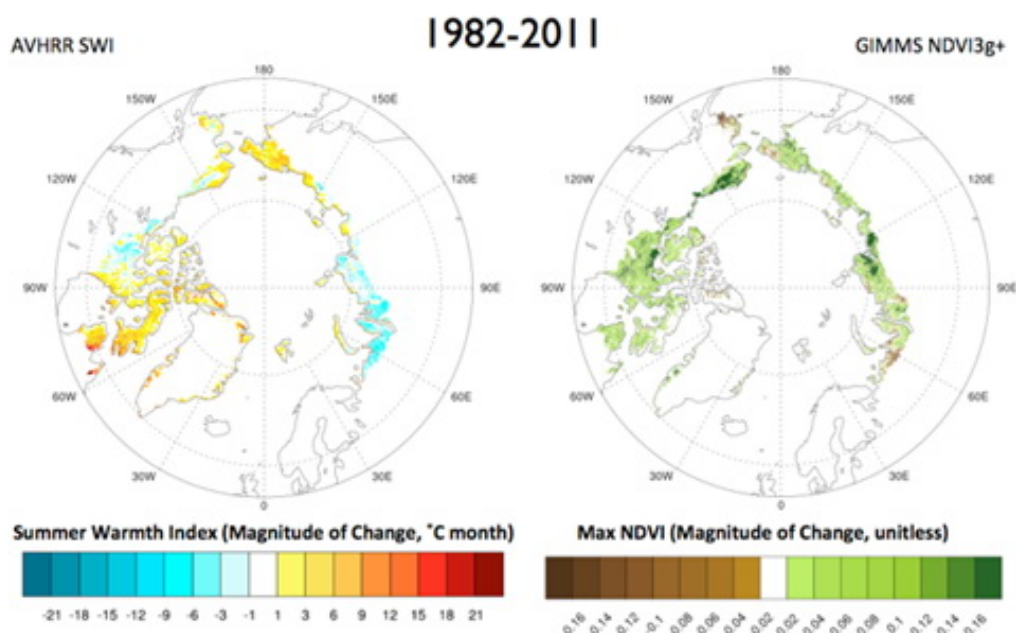 1982-2011
AVHRR SWI
GIMMS NDVI3g+
180
150W
150E
120W
120E
90W
90E
60W
60E
30W
30E
0
180
150W
150E
120W
120E
90W
90E
60W
60E
30W
30E
0
Summer Warmth Index (Magnitude of Change, ˚C month)
-21 -18 -15 -12 -9 -6 -3 -1 1 3 6 9 12 15 18 21
Max NDVI (Magnitude of Change, unitless)
0.16 0.14 0.12 -0.1 0.08 0.06 0.04 0.02 0.02 0.04 0.06 0.08 0.1 0.12 0.14 0.16